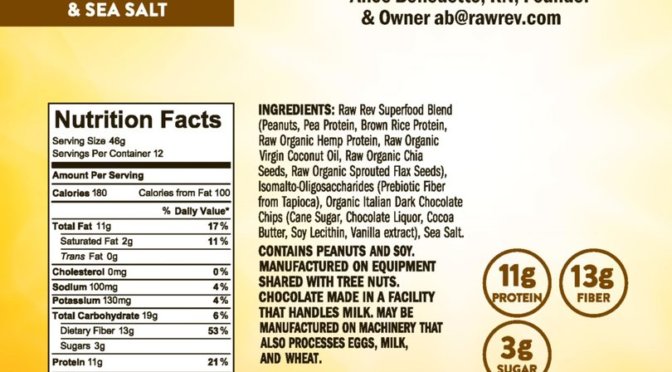 & SEA SALT
& Owner ab@rawrev.com
Nutrition Facts
Serving Size 46g
Servings Per Container 12
Amount Per Serving
Calories 180 Calories from Fat 100
% Daily Value*
Total Fat 11g 17%
Saturated Fat 2g 11%
Trans Fat 0g
Cholesterol 0mg 0%
Sodium 100mg 4%
Potassium 130mg 4%
Total Carbohydrate 19g 6%
Dietary Fiber 13g 53%
Sugars 3g
Protein 11g 21%
INGREDIENTS: Raw Rev Superfood Blend
(Peanuts, Pea Protein, Brown Rice Protein,
Raw Organic Hemp Protein, Raw Organic
Virgin Coconut Oil, Raw Organic Chia
Seeds, Raw Organic Sprouted Flax Seeds),
Isomalto-Oligosaccharides (Prebiotic Fiber
from Tapioca), Organic Italian Dark Chocolate
Chips (Cane Sugar, Chocolate Liquor, Cocoa
Butter, Soy Lecithin, Vanilla extract), Sea Salt.
CONTAINS PEANUTS AND SOY.
MANUFACTURED ON EQUIPMENT
SHARED WITH TREE NUTS.
CHOCOLATE MADE IN A FACILITY
THAT HANDLES MILK. MAY BE
MANUFACTURED ON MACHINERY THAT
ALSO PROCESSES EGGS, MILK,
AND WHEAT.
11g
PROTEIN
13g
FIBER
3g
SUGAR